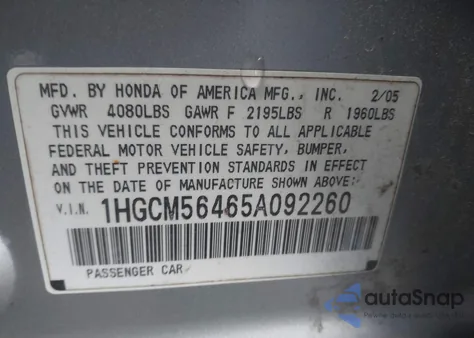 MFD. BY HONDA OF AMERICA MFG., INC. 2/05
GVWR 4080LBS GAWR F 2195LBS R 1960LBS
THIS VEHICLE CONFORMS TO ALL APPLICABLE
FEDERAL MOTOR VEHICLE SAFETY, BUMPER,
AND THEFT PREVENTION STANDARDS IN EFFECT
ON THE DATE OF MANUFACTURE SHOWN ABOVE.
V.I.N. 1HGCM56465A092260
PASSENGER CAR
autoSnap